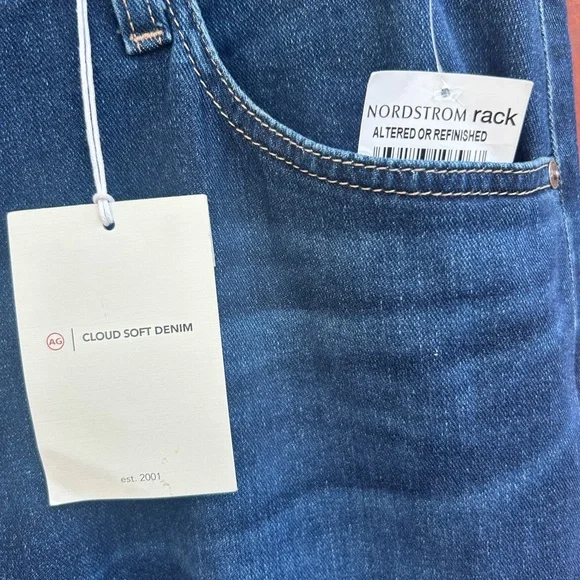 NORDSTROM rack
ALTERED OR REFINISHED
AG | CLOUD SOFT DENIM
est. 2001